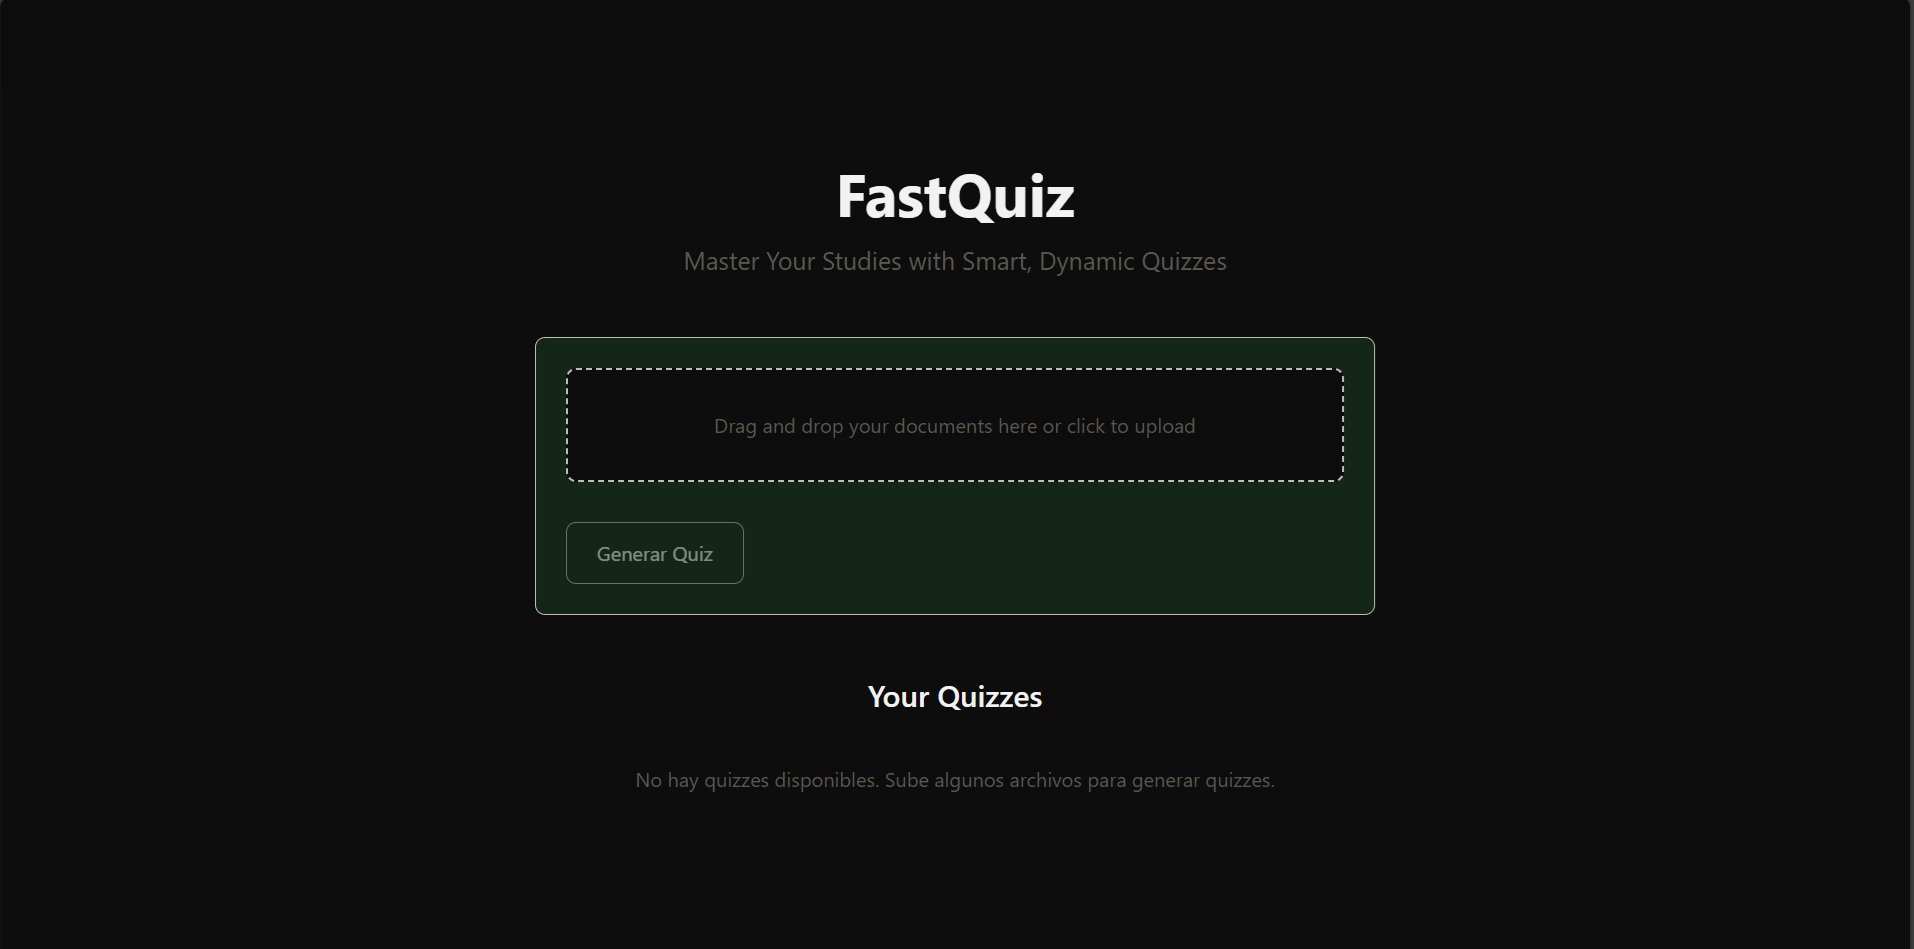 FastQuiz
Master Your Studies with Smart, Dynamic Quizzes
Drag and drop your documents here or click to upload
Generar Quiz
Your Quizzes
No hay quizzes disponibles. Sube algunos archivos para generar quizzes.